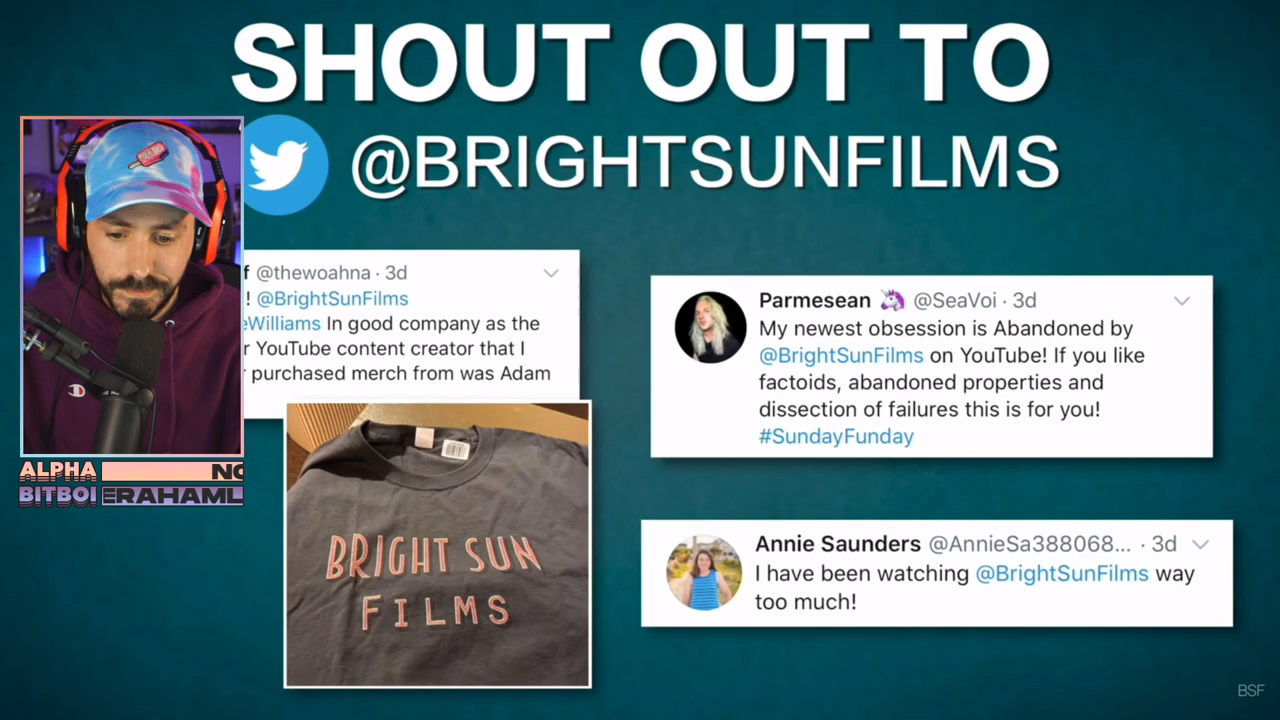 SHOUT OUT TO
@BRIGHTSUNFILMS
f @thewoahna · 3d
! @BrightSunFilms
eWilliams In good company as the
r YouTube content creator that I
r purchased merch from was Adam
Parmesean 🦄 @SeaVoi · 3d
My newest obsession is Abandoned by
@BrightSunFilms on YouTube! If you like
factoids, abandoned properties and
dissection of failures this is for you!
#SundayFunday
ALPHA
BITBOI
NO
ERAHAML
BRIGHT SUN
FILMS
Annie Saunders @AnnieSa388068... · 3d
I have been watching @BrightSunFilms way
too much!
BSF